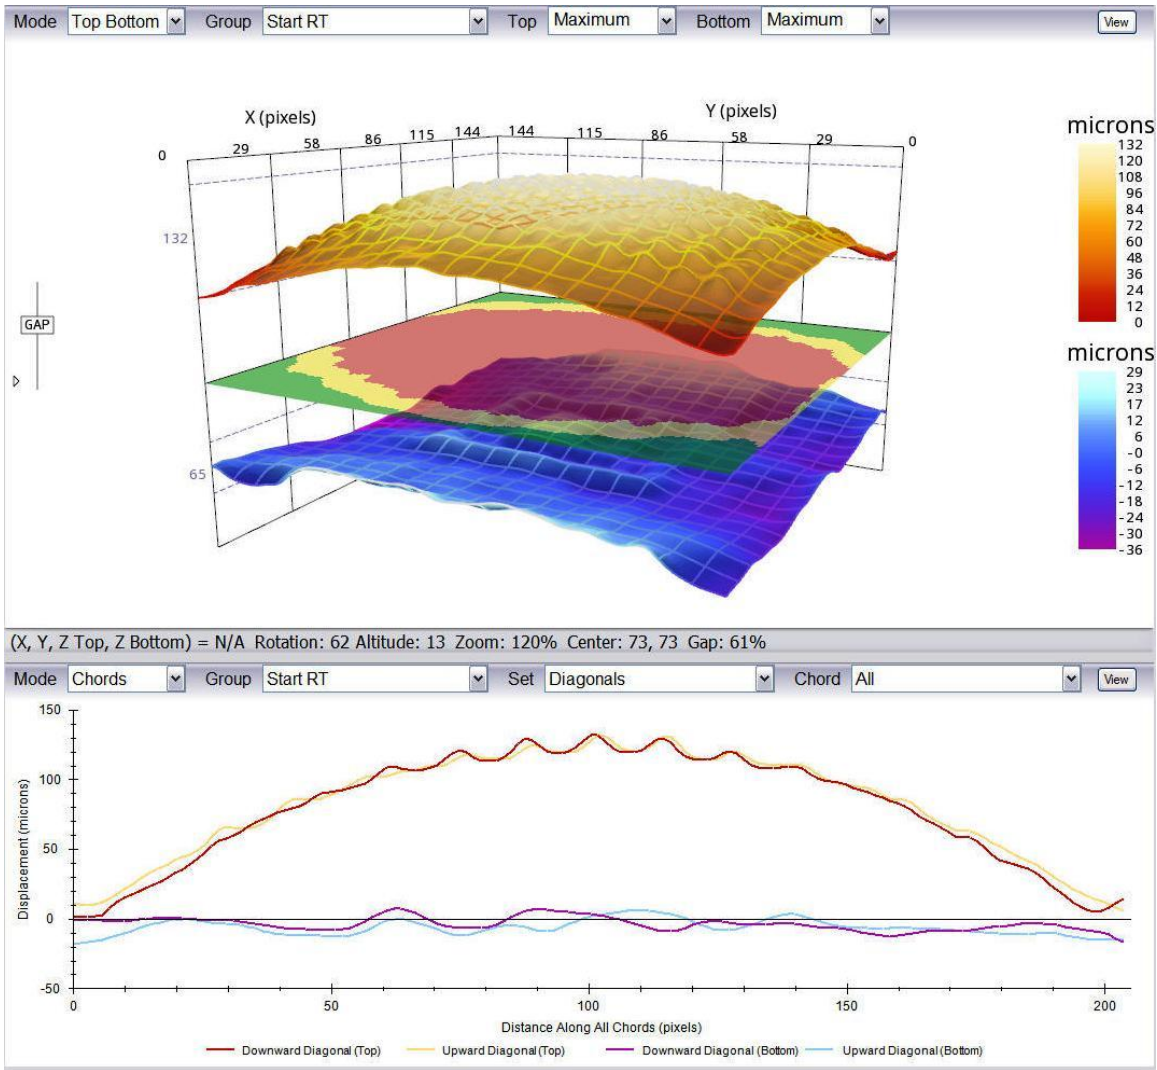 Mode Top Bottom Group Start RT Top Maximum Bottom Maximum View
X (pixels) Y (pixels)
0 29 58 86 115 144 144 115 86 58 29 0
132
65
GAP
microns
132
120
108
96
84
72
60
48
36
24
12
0
microns
29
23
17
12
6
-0
-6
-12
-18
-24
-30
-36
(X, Y, Z Top, Z Bottom) = N/A Rotation: 62 Altitude: 13 Zoom: 120% Center: 73, 73 Gap: 61%
Mode Chords Group Start RT Set Diagonals Chord All View
150
100
50
0
-50
Displacement (microns)
0 50 100 150 200
Distance Along All Chords (pixels)
Downward Diagonal (Top) Upward Diagonal (Top) Downward Diagonal (Bottom) Upward Diagonal (Bottom)